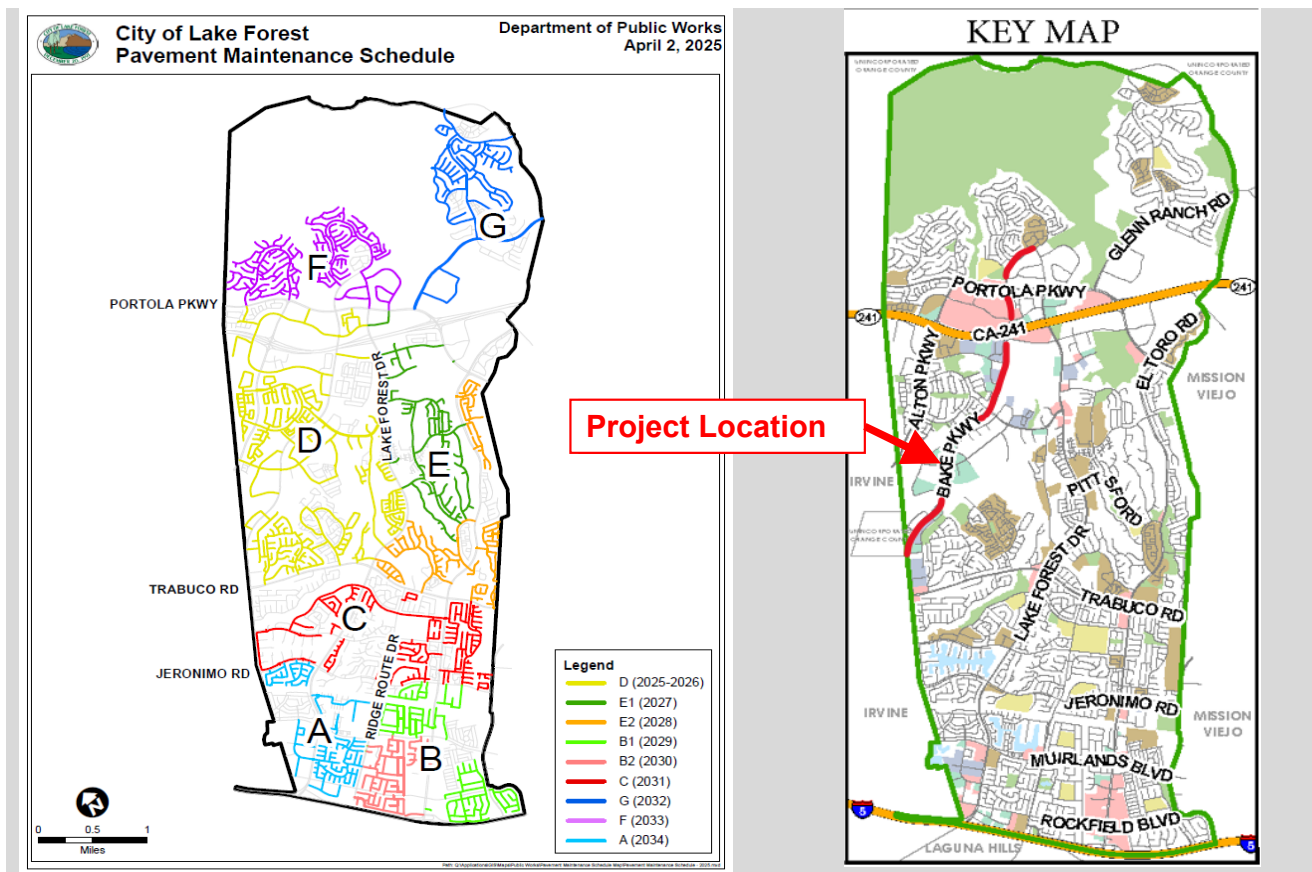 City of Lake Forest
Pavement Maintenance Schedule
Department of Public Works
April 2, 2025
G
F
PORTOLA PKWY
LAKE FOREST DR
D
E
TRABUCO RD
C
JERONIMO RD
RIDGE ROUTE DR
A
B
Legend
D (2025-2026)
E1 (2027)
E2 (2028)
B1 (2029)
B2 (2030)
C (2031)
G (2032)
F (2033)
A (2034)
0 0.5 1
Miles
KEY MAP
UNINCORPORATED
ORANGE COUNTY
UNINCORPORATED
ORANGE COUNTY
GLENN RANCH RD
PORTOLA PKWY
241
241
CA-241
ALTON PKWY
EL TORO RD
MISSION
VIEJO
Project Location
BAKE PKWY
IRVINE
PITTSFORD
UNINCORPORATED
ORANGE COUNTY
LAKE FOREST DR
TRABUCO RD
JERONIMO RD
IRVINE
MISSION
VIEJO
MUIRLANDS BLVD
5
ROCKFIELD BLVD
LAGUNA HILLS
5